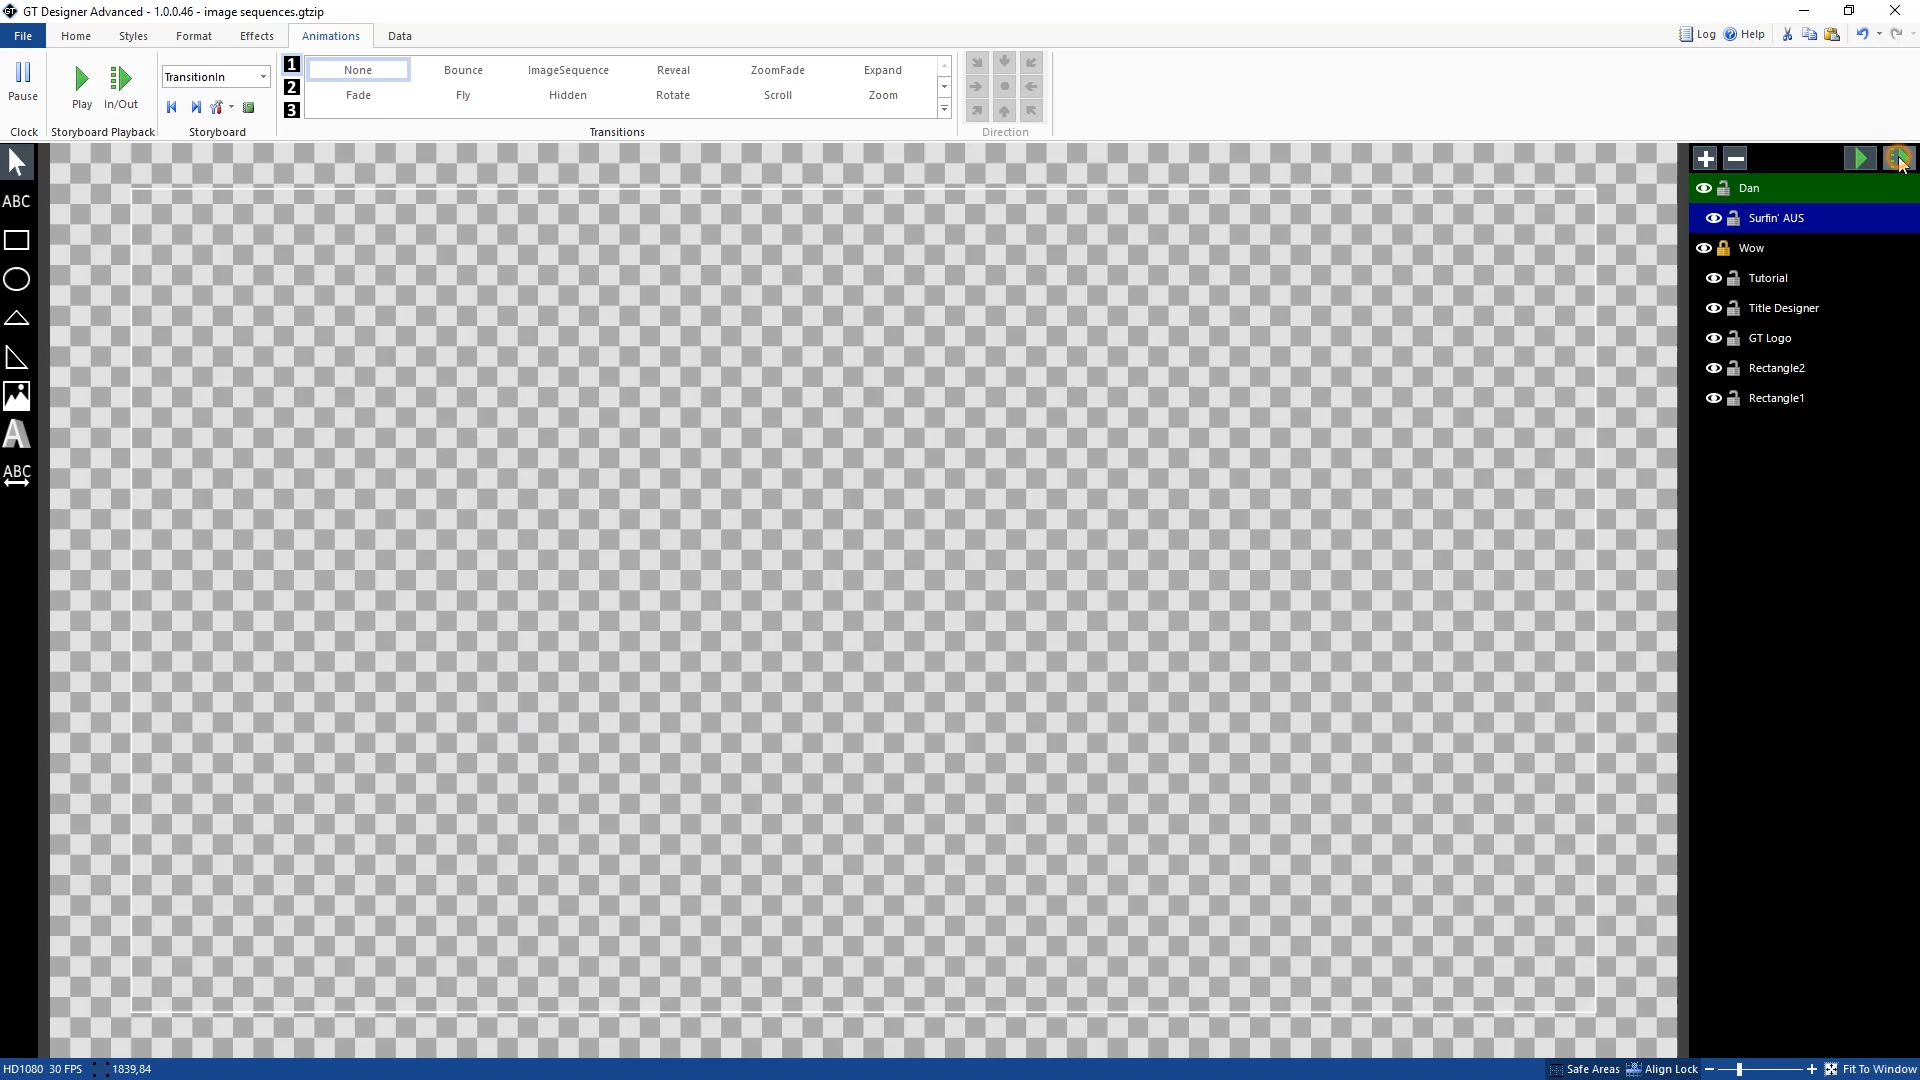 GT Designer Advanced - 1.0.0.46 - image sequences.gtzip
File Home Styles Format Effects Animations Data
Log Help
Pause
Play In/Out
TransitionIn
1 None Bounce ImageSequence Reveal ZoomFade Expand
2 Fade Fly Hidden Rotate Scroll Zoom
3
Clock Storyboard Playback Storyboard Transitions Direction
ABC
A
ABC
Dan
Surfin' AUS
Wow
Tutorial
Title Designer
GT Logo
Rectangle2
Rectangle1
HD1080 30 FPS 1839,84 Safe Areas Align Lock Fit To Window